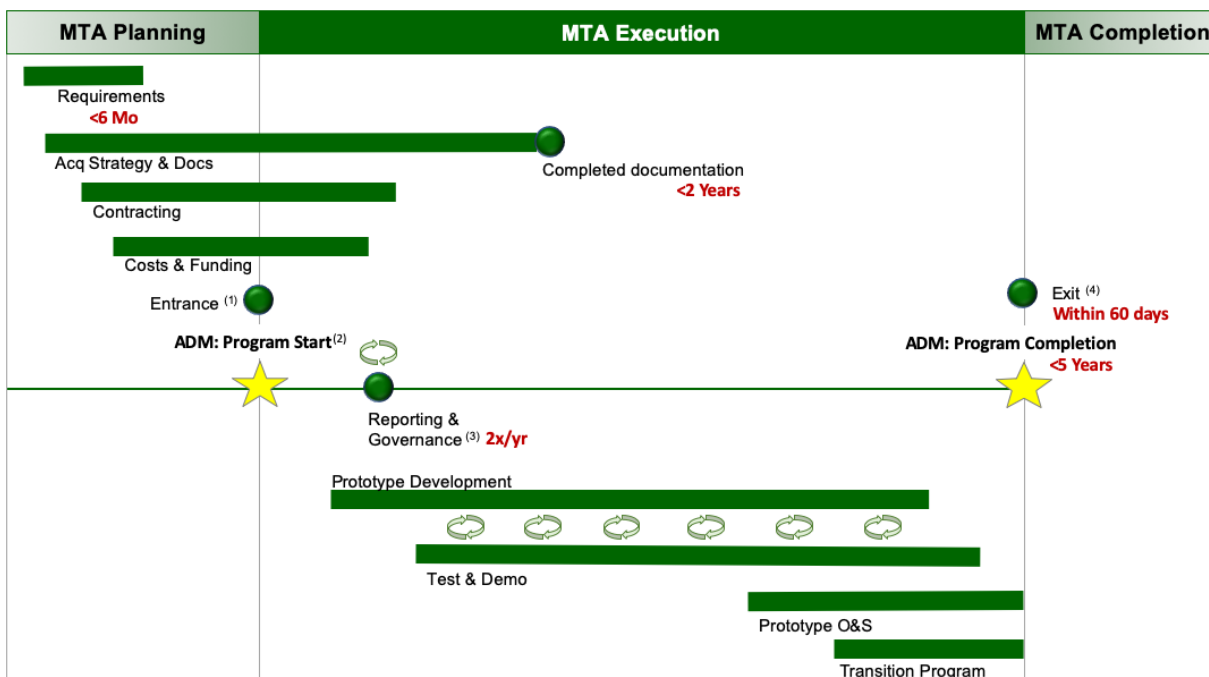 MTA Planning
MTA Execution
MTA Completion
Requirements
<6 Mo
Acq Strategy & Docs
Completed documentation
<2 Years
Contracting
Costs & Funding
Entrance (1)
Exit (4)
Within 60 days
ADM: Program Start(2)
ADM: Program Completion
<5 Years
Reporting &
Governance (3) 2x/yr
Prototype Development
Test & Demo
Prototype O&S
Transition Program